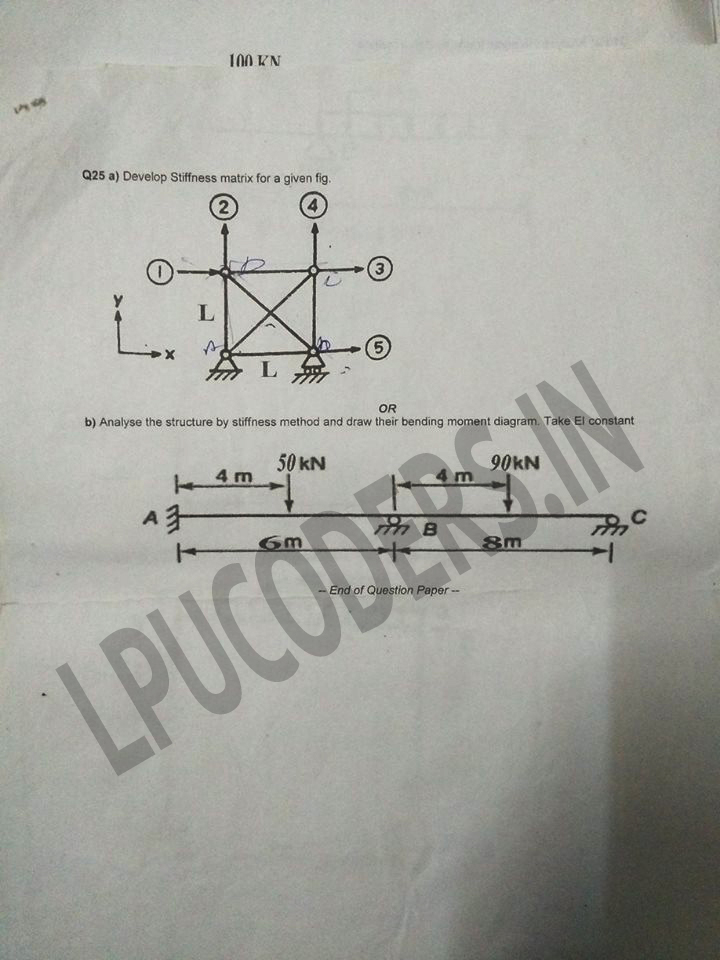 100 KN
Q25 a) Develop Stiffness matrix for a given fig.
2 4
1 3
y
L
A
x L 5
OR
b) Analyse the structure by stiffness method and draw their bending moment diagram. Take EI constant
50 kN 90kN
4 m 4 m
A B C
6m 8m
-- End of Question Paper --
LPUCODERS.IN